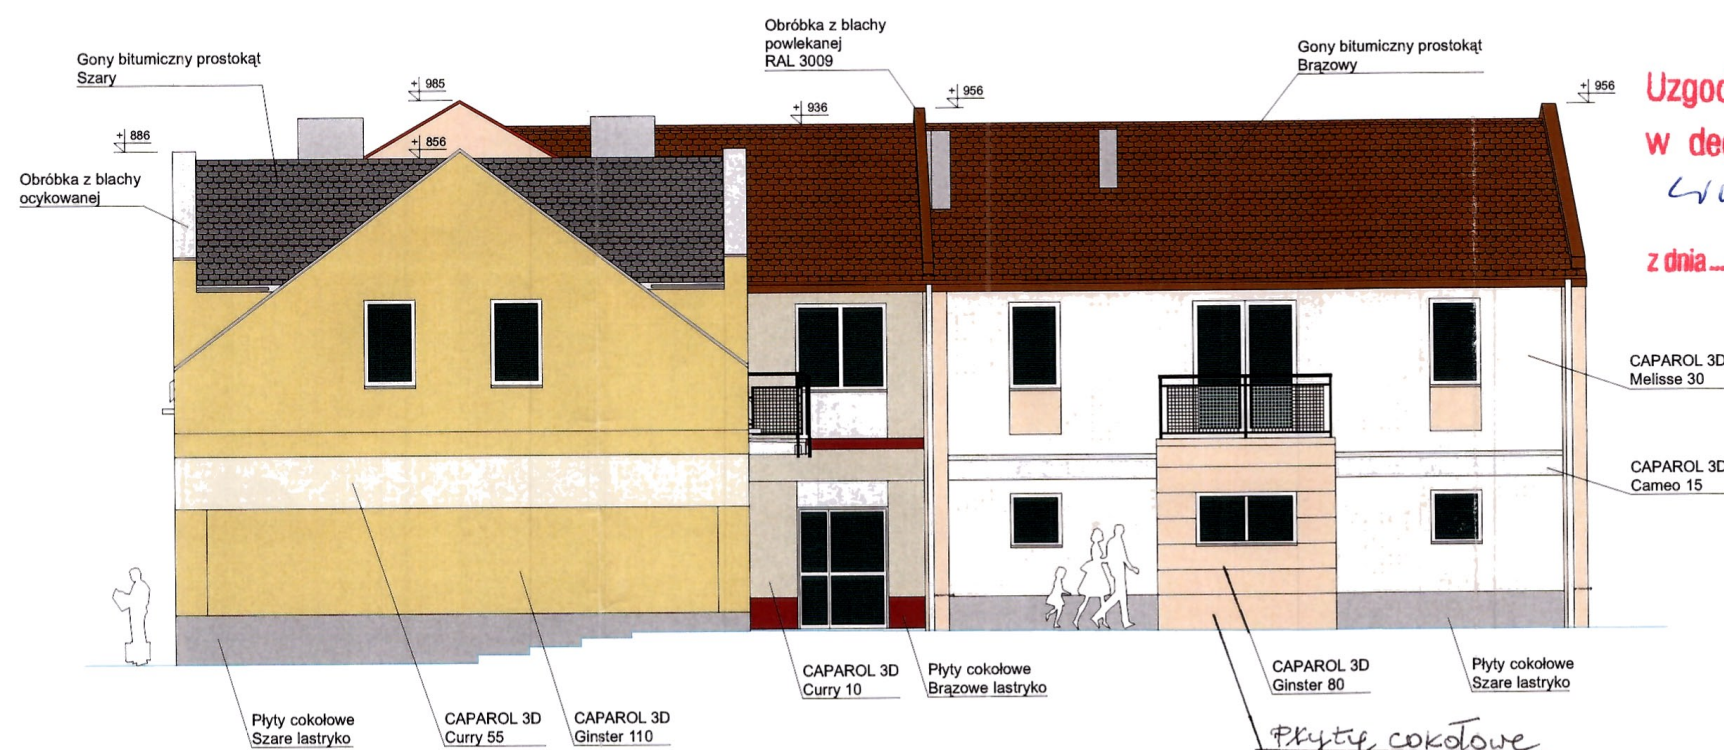 Obróbka z blachy
powlekanej
RAL 3009
Gony bitumiczny prostokąt
Szary
Gony bitumiczny prostokąt
Brązowy
+ 985
+ 956
+ 956
+ 936
+ 886
+ 856
Uzgod
w de
z dnia
Obróbka z blachy
ocykowanej
CAPAROL 3D
Melisse 30
CAPAROL 3D
Cameo 15
CAPAROL 3D
Curry 10
Płyty cokołowe
Brązowe lastryko
CAPAROL 3D
Ginster 80
Płyty cokołowe
Szare lastryko
Płyty cokołowe
Szare lastryko
CAPAROL 3D
Curry 55
CAPAROL 3D
Ginster 110
Płyty cokołowe